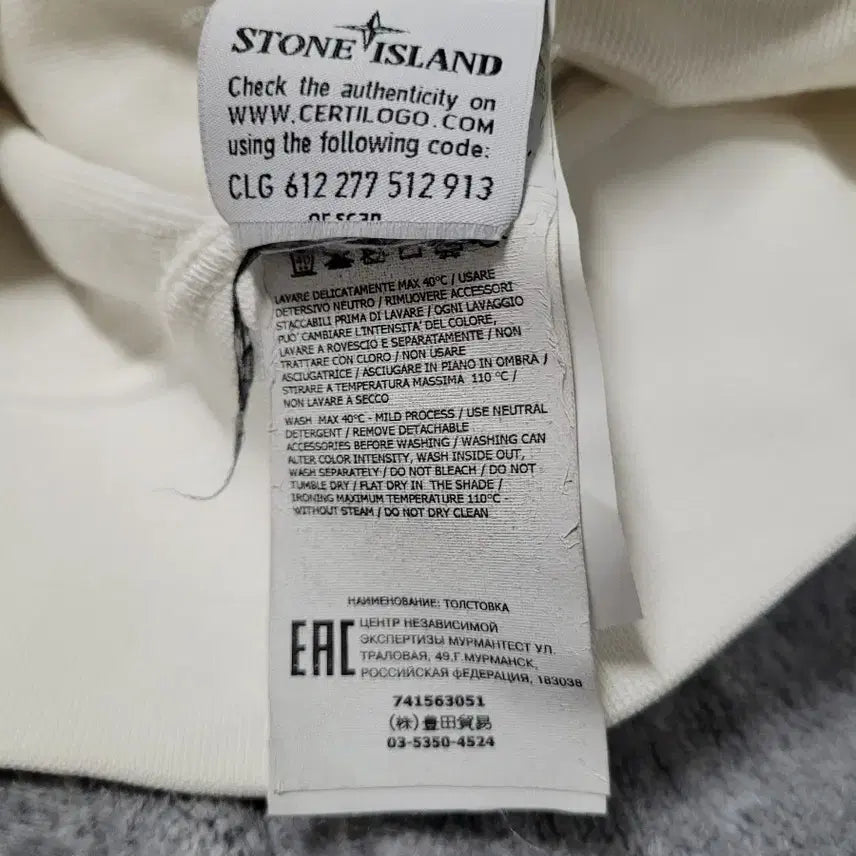 STONE ISLAND
Check the authenticity on
WWW.CERTILOGO.COM
using the following code:
CLG 612 277 512 913
or scan
LAVARE DELICATAMENTE MAX 40°C / USARE
DETERSIVO NEUTRO / RIMUOVERE ACCESSORI
STACCABILI PRIMA DI LAVARE / OGNI LAVAGGIO
PUO' CAMBIARE L'INTENSITA' DEL COLORE,
LAVARE A ROVESCIO E SEPARATAMENTE / NON
TRATTARE CON CLORO / NON USARE
ASCIUGATRICE / ASCIUGARE IN PIANO IN OMBRA /
STIRARE A TEMPERATURA MASSIMA 110 °C /
NON LAVARE A SECCO
WASH MAX 40°C - MILD PROCESS / USE NEUTRAL
DETERGENT / REMOVE DETACHABLE
ACCESSORIES BEFORE WASHING / WASHING CAN
ALTER COLOR INTENSITY, WASH INSIDE OUT,
WASH SEPARATELY / DO NOT BLEACH / DO NOT
TUMBLE DRY / FLAT DRY IN THE SHADE /
IRONING MAXIMUM TEMPERATURE 110°C -
WITHOUT STEAM / DO NOT DRY CLEAN
НАИМЕНОВАНИЕ: ТОЛСТОВКА
EAC
ЦЕНТР НЕЗАВИСИМОЙ
ЭКСПЕРТИЗЫ МУРМАНТЕСТ УЛ.
ТРАЛОВАЯ, 49,Г.МУРМАНСК,
РОССИЙСКАЯ ФЕДЕРАЦИЯ, 183038
741563051
(株)豊田貿易
03-5350-4524